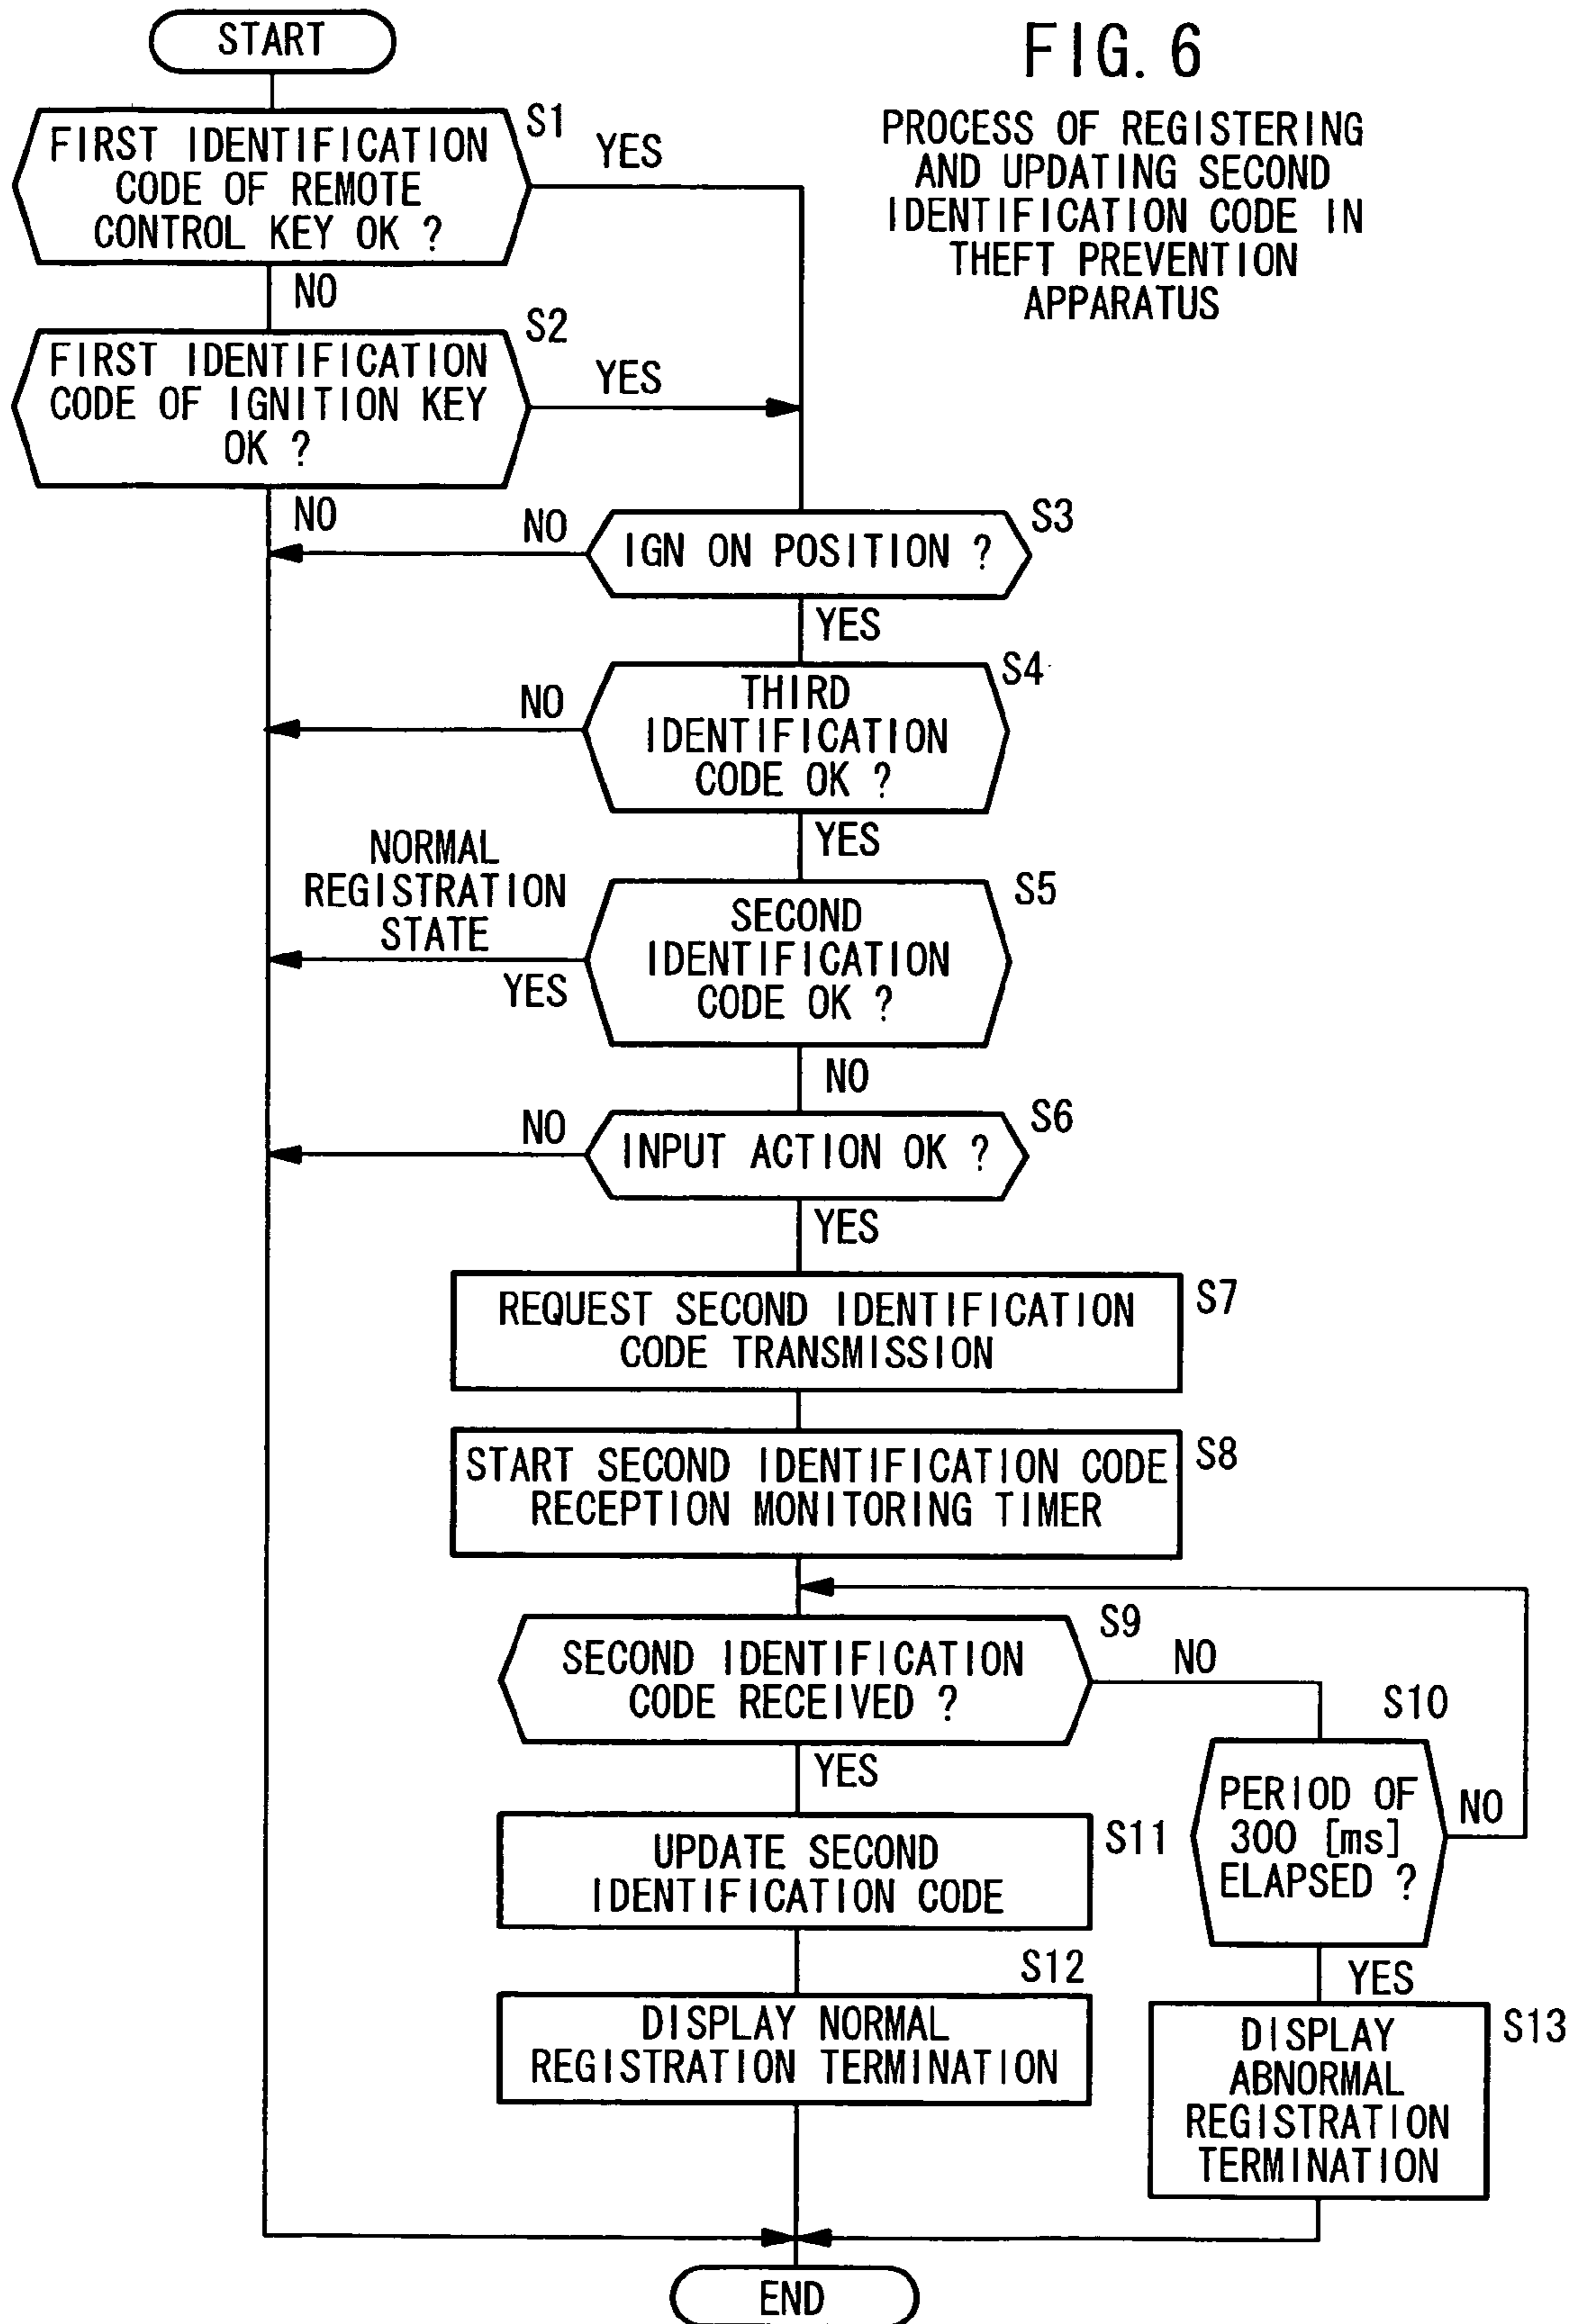 START
FIG. 6
PROCESS OF REGISTERING
AND UPDATING SECOND
IDENTIFICATION CODE IN
THEFT PREVENTION
APPARATUS
S1
FIRST IDENTIFICATION
CODE OF REMOTE
CONTROL KEY OK ?
YES
NO
S2
FIRST IDENTIFICATION
CODE OF IGNITION KEY
OK ?
YES
NO
S3
IGN ON POSITION ?
NO
YES
S4
THIRD
IDENTIFICATION
CODE OK ?
NO
YES
S5
SECOND
IDENTIFICATION
CODE OK ?
NORMAL
REGISTRATION
STATE
YES
NO
S6
INPUT ACTION OK ?
NO
YES
S7
REQUEST SECOND IDENTIFICATION
CODE TRANSMISSION
S8
START SECOND IDENTIFICATION CODE
RECEPTION MONITORING TIMER
S9
SECOND IDENTIFICATION
CODE RECEIVED ?
NO
YES
S10
PERIOD OF
300 [ms]
ELAPSED ?
NO
YES
S11
UPDATE SECOND
IDENTIFICATION CODE
S12
DISPLAY NORMAL
REGISTRATION TERMINATION
S13
DISPLAY
ABNORMAL
REGISTRATION
TERMINATION
END